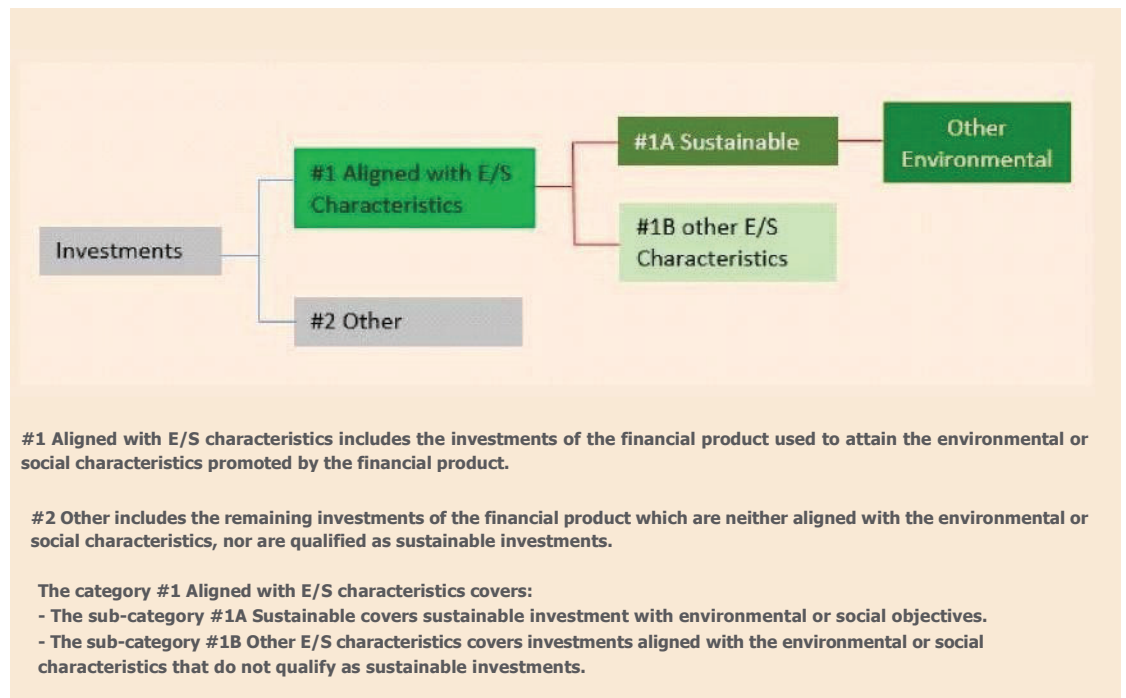 Investments
#1 Aligned with E/S
Characteristics
#2 Other
#1A Sustainable
#1B other E/S
Characteristics
Other
Environmental
#1 Aligned with E/S characteristics includes the investments of the financial product used to attain the environmental or
social characteristics promoted by the financial product.
#2 Other includes the remaining investments of the financial product which are neither aligned with the environmental or
social characteristics, nor are qualified as sustainable investments.
The category #1 Aligned with E/S characteristics covers:
- The sub-category #1A Sustainable covers sustainable investment with environmental or social objectives.
- The sub-category #1B Other E/S characteristics covers investments aligned with the environmental or social
characteristics that do not qualify as sustainable investments.